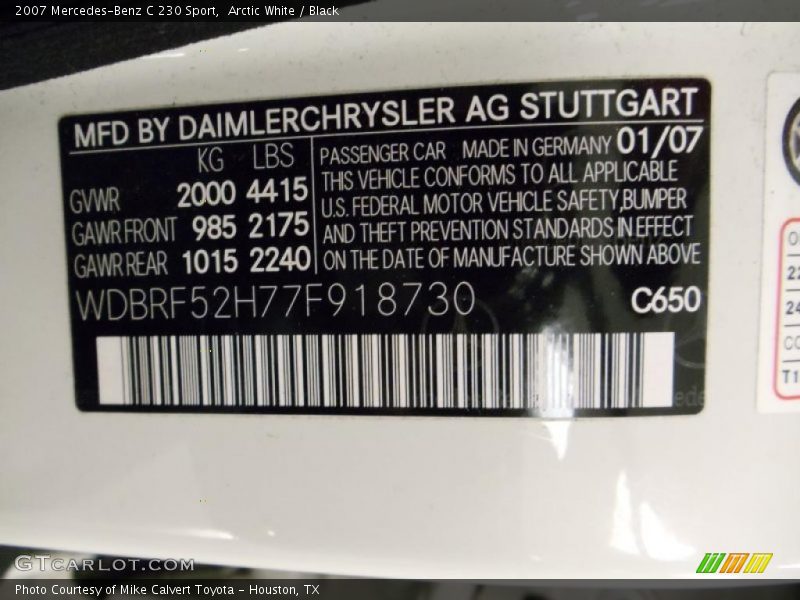 2007 Mercedes-Benz C 230 Sport,  Arctic White / Black
MFD BY DAIMLERCHRYSLER AG STUTTGART
KG LBS
GVWR 2000 4415
GAWR FRONT 985 2175
GAWR REAR 1015 2240
PASSENGER CAR MADE IN GERMANY 01/07
THIS VEHICLE CONFORMS TO ALL APPLICABLE
U.S. FEDERAL MOTOR VEHICLE SAFETY,BUMPER
AND THEFT PREVENTION STANDARDS IN EFFECT
ON THE DATE OF MANUFACTURE SHOWN ABOVE
WDBRF52H77F918730 C650
22
24
T1
GTCARLOT.COM
Photo Courtesy of Mike Calvert Toyota - Houston, TX